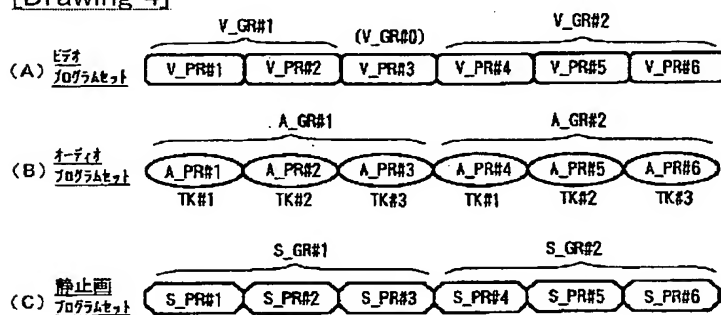 [Drawing 4]
V_GR#1 (V_GR#0) V_GR#2
(A) ビデオ プログラムセット V_PR#1 V_PR#2 V_PR#3 V_PR#4 V_PR#5 V_PR#6
A_GR#1 A_GR#2
(B) オーディオ プログラムセット A_PR#1 A_PR#2 A_PR#3 A_PR#4 A_PR#5 A_PR#6
TK#1 TK#2 TK#3 TK#1 TK#2 TK#3
S_GR#1 S_GR#2
(C) 静止画 プログラムセット S_PR#1 S_PR#2 S_PR#3 S_PR#4 S_PR#5 S_PR#6